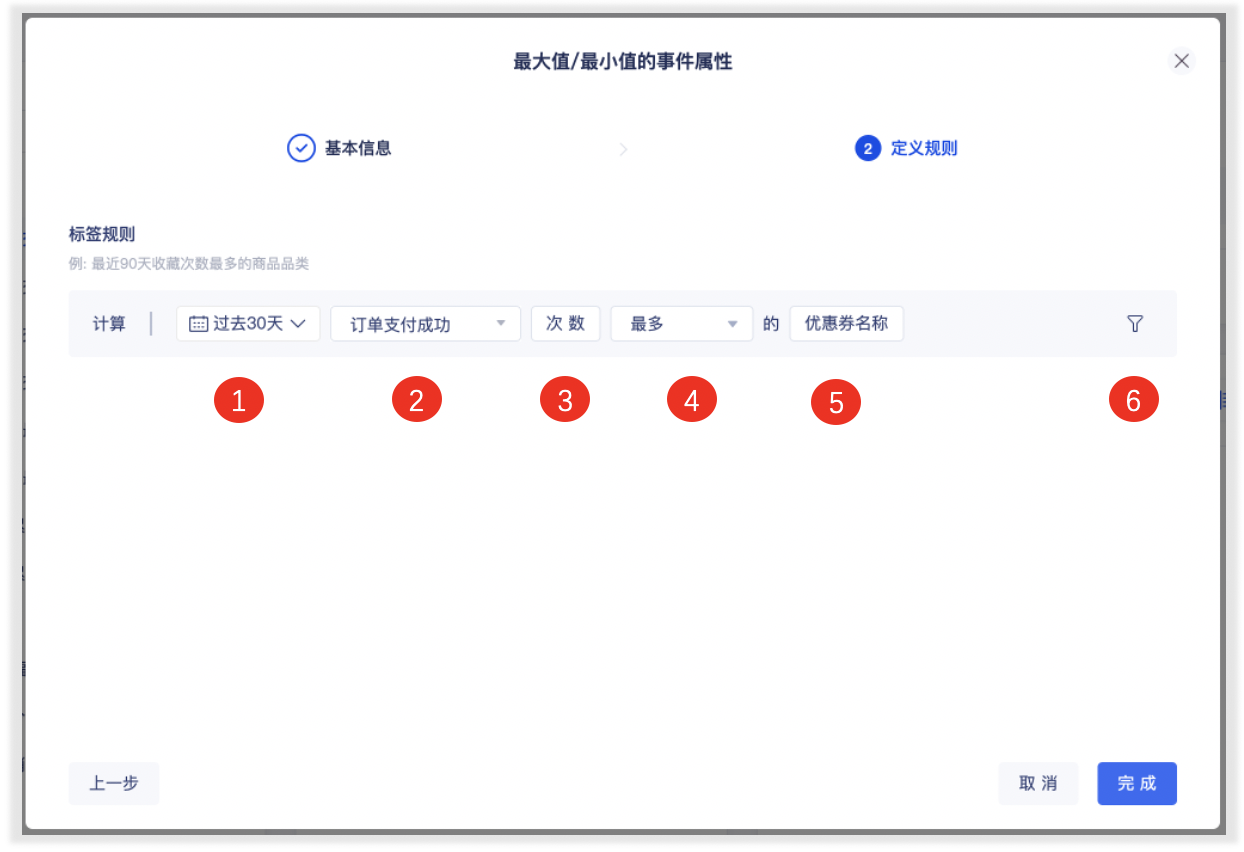 最大值/最小值的事件属性
基本信息
2 定义规则
标签规则
例: 最近90天收藏次数最多的商品品类
计算 过去30天 订单支付成功 次数 最多 的 优惠券名称
1 2 3 4 5 6
上一步 取消 完成